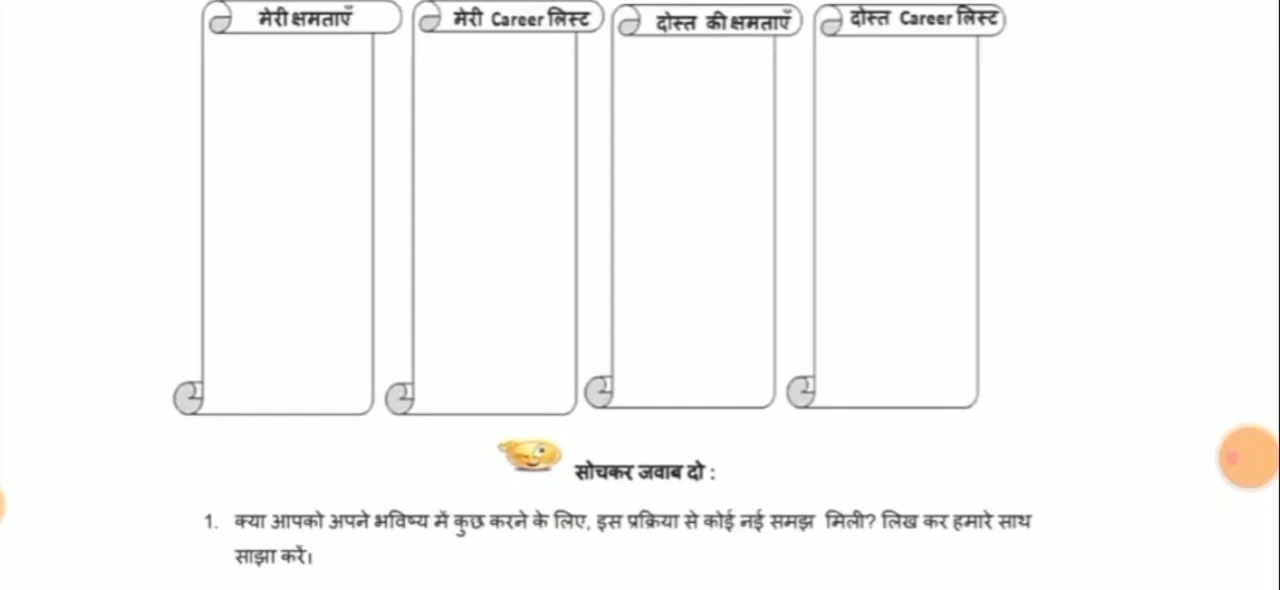 मेरी क्षमताएँ
मेरी Career लिस्ट
दोस्त की क्षमताएँ
दोस्त Career लिस्ट
सोचकर जवाब दो :
1. क्या आपको अपने भविष्य में कुछ करने के लिए, इस प्रक्रिया से कोई नई समझ मिली? लिख कर हमारे साथ
साझा करें।